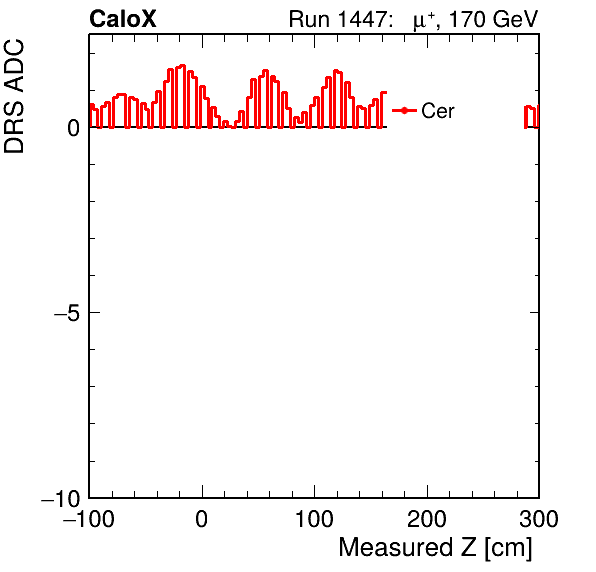 CaloX Run 1447: μ⁺, 170 GeV
DRS ADC
Cer
0
−5
−10
−100 0 100 200 300
Measured Z [cm]